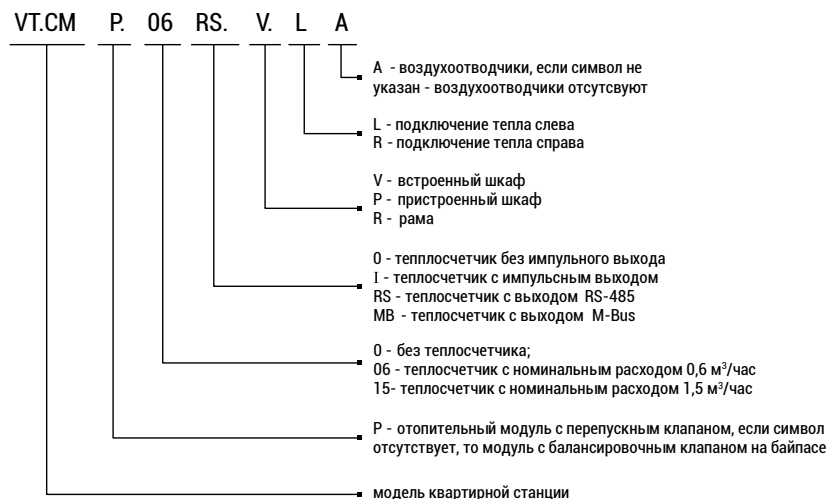 VT.CM P. 06 RS. V. L A
A - воздухоотводчики, если символ не
указан - воздухоотводчики отсутсвуют
L - подключение тепла слева
R - подключение тепла справа
V - встроенный шкаф
P - пристроенный шкаф
R - рама
0 - тепплосчетчик без импульного выхода
I - теплосчетчик с импульсным выходом
RS - теплосчетчик с выходом RS-485
MB - теплосчетчик с выходом M-Bus
0 - без теплосчетчика;
06 - теплосчетчик с номинальным расходом 0,6 м³/час
15- теплосчетчик с номинальным расходом 1,5 м³/час
P - отопительный модуль с перепускным клапаном, если символ
отсутствует, то модуль с балансировочным клапаном на байпасе
модель квартирной станции